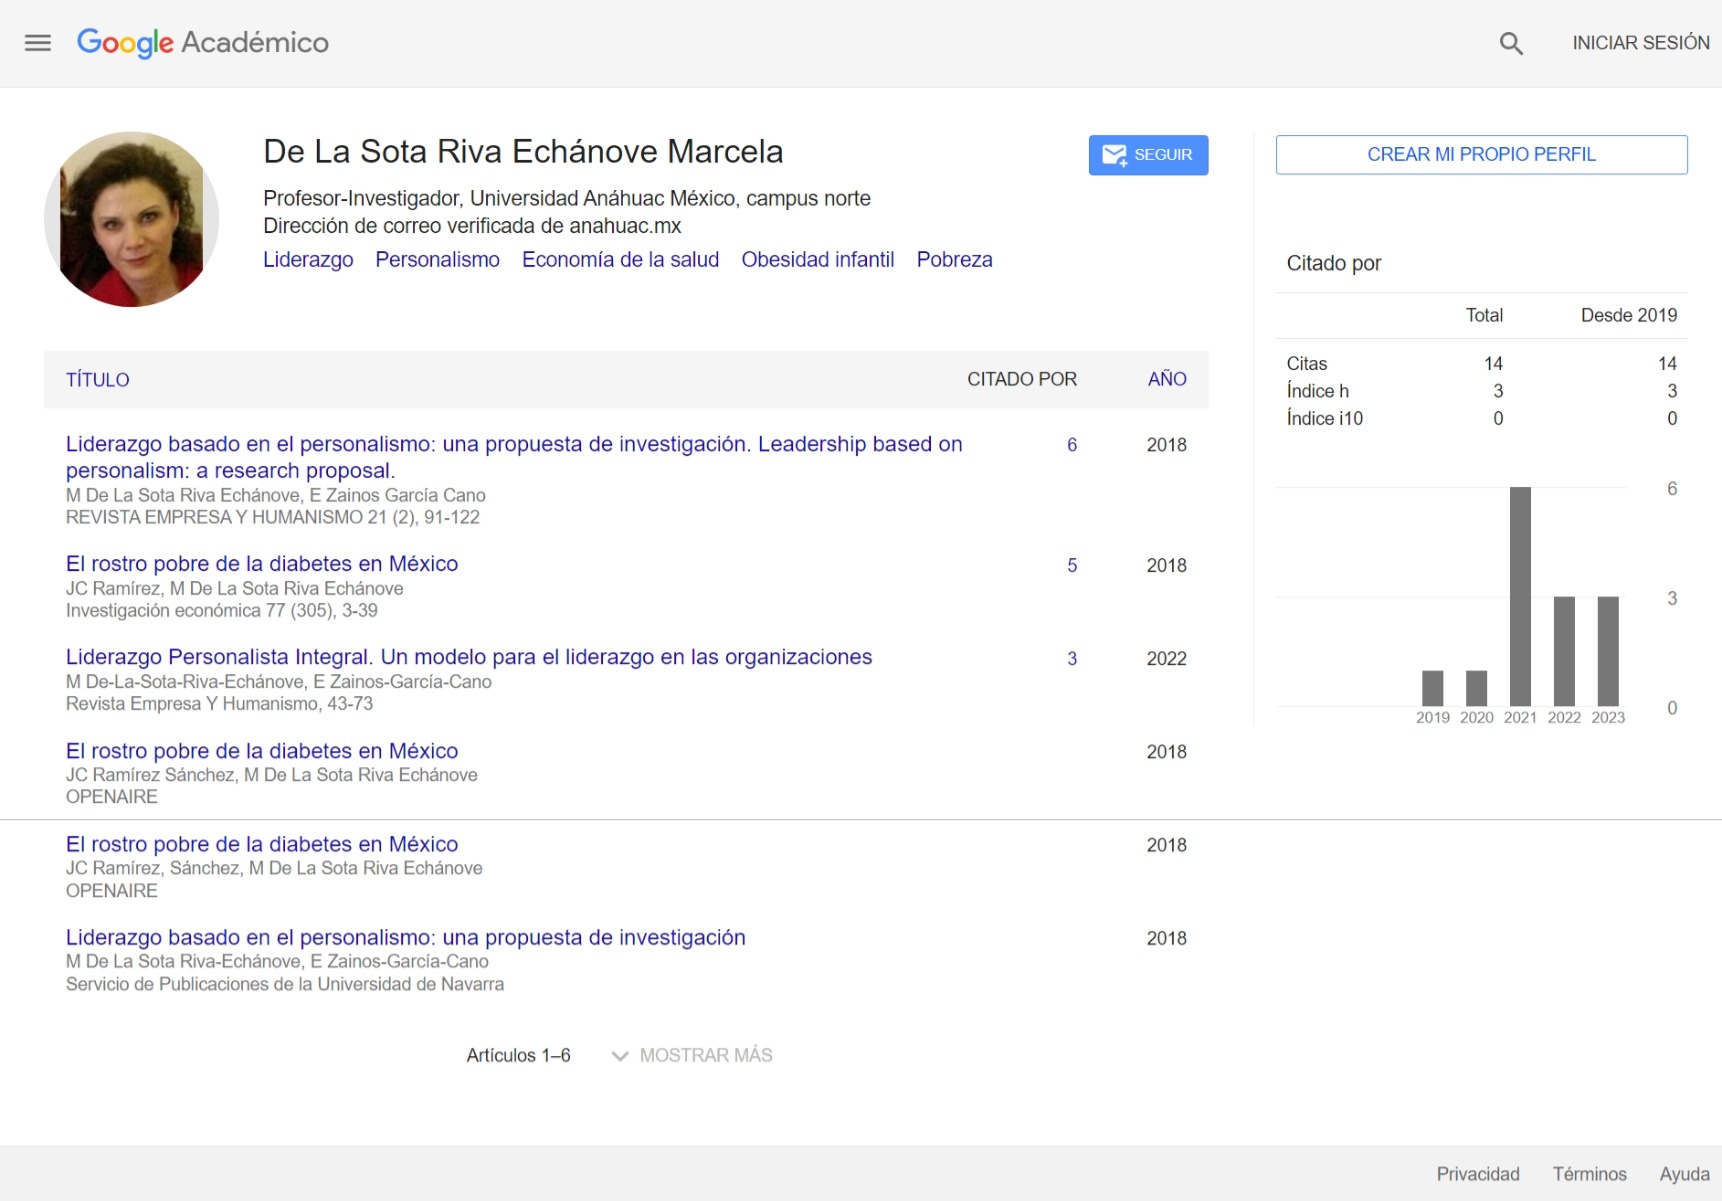 Google Académico
INICIAR SESIÓN
De La Sota Riva Echánove Marcela
SEGUIR
Profesor-Investigador, Universidad Anáhuac México, campus norte
Dirección de correo verificada de anahuac.mx
Liderazgo Personalismo Economía de la salud Obesidad infantil Pobreza
TÍTULO CITADO POR AÑO
Liderazgo basado en el personalismo: una propuesta de investigación. Leadership based on 6 2018
personalism: a research proposal.
M De La Sota Riva Echánove, E Zainos García Cano
REVISTA EMPRESA Y HUMANISMO 21 (2), 91-122
El rostro pobre de la diabetes en México 5 2018
JC Ramírez, M De La Sota Riva Echánove
Investigación económica 77 (305), 3-39
Liderazgo Personalista Integral. Un modelo para el liderazgo en las organizaciones 3 2022
M De-La-Sota-Riva-Echánove, E Zainos-García-Cano
Revista Empresa Y Humanismo, 43-73
El rostro pobre de la diabetes en México 2018
JC Ramírez Sánchez, M De La Sota Riva Echánove
OPENAIRE
El rostro pobre de la diabetes en México 2018
JC Ramírez, Sánchez, M De La Sota Riva Echánove
OPENAIRE
Liderazgo basado en el personalismo: una propuesta de investigación 2018
M De La Sota Riva-Echánove, E Zainos-García-Cano
Servicio de Publicaciones de la Universidad de Navarra
Artículos 1–6 MOSTRAR MÁS
CREAR MI PROPIO PERFIL
Citado por
Total Desde 2019
Citas 14 14
Índice h 3 3
Índice i10 0 0
6
3
0
2019 2020 2021 2022 2023
Privacidad Términos Ayuda